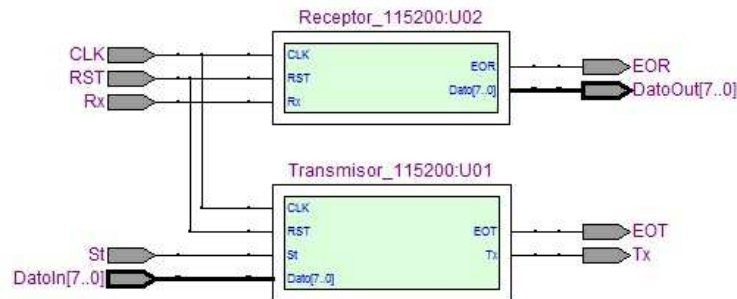 Receptor_115200:U02
CLK
RST
Rx
CLK
RST
Rx
EOR
Dato[7..0]
EOR
DatoOut[7..0]
Transmisor_115200:U01
St
DatoIn[7..0]
CLK
RST
St
Dato[7..0]
EOT
Tx
EOT
Tx